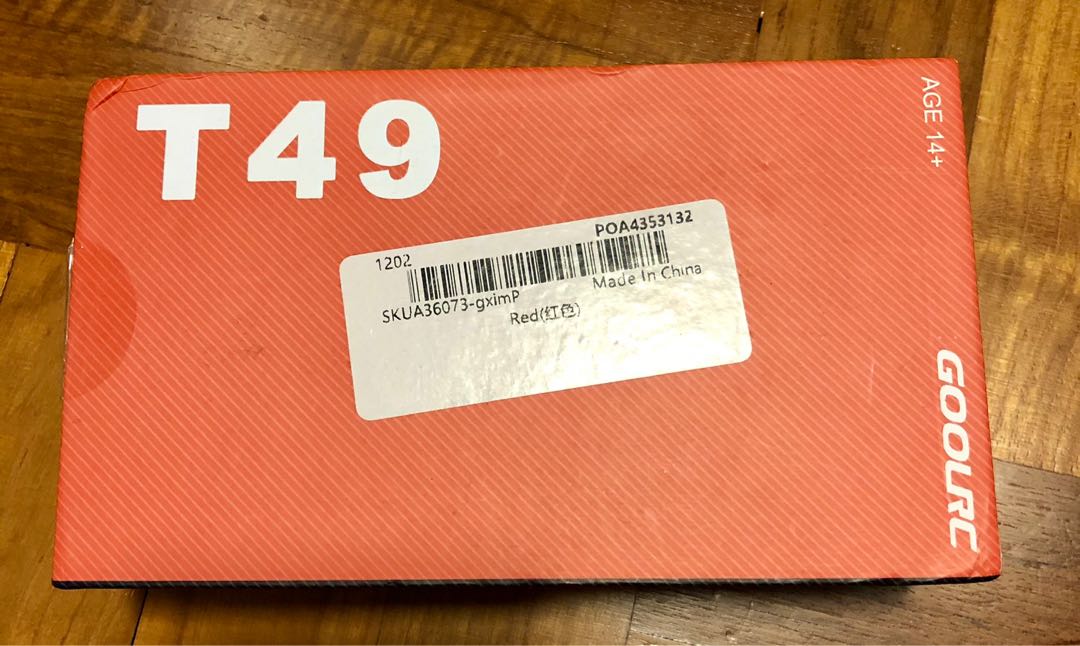 T49
AGE 14+
1202
POA4353132
SKUA36073-gximP
Made In China
Red(红色)
GOOLRC